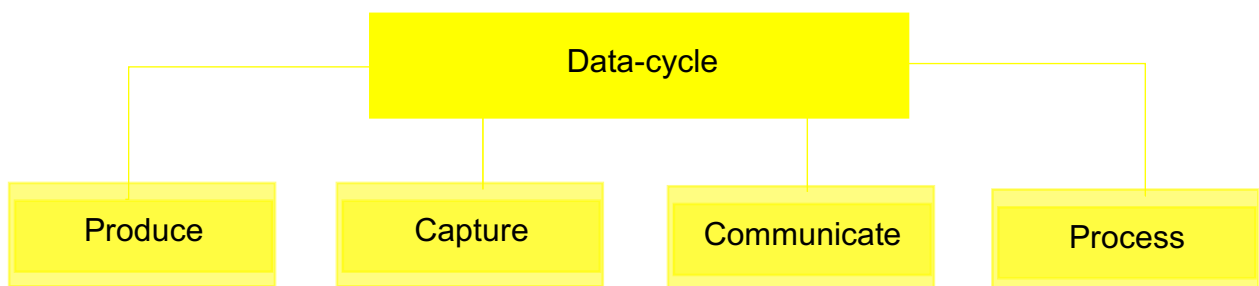 Data-cycle
Produce
Capture
Communicate
Process